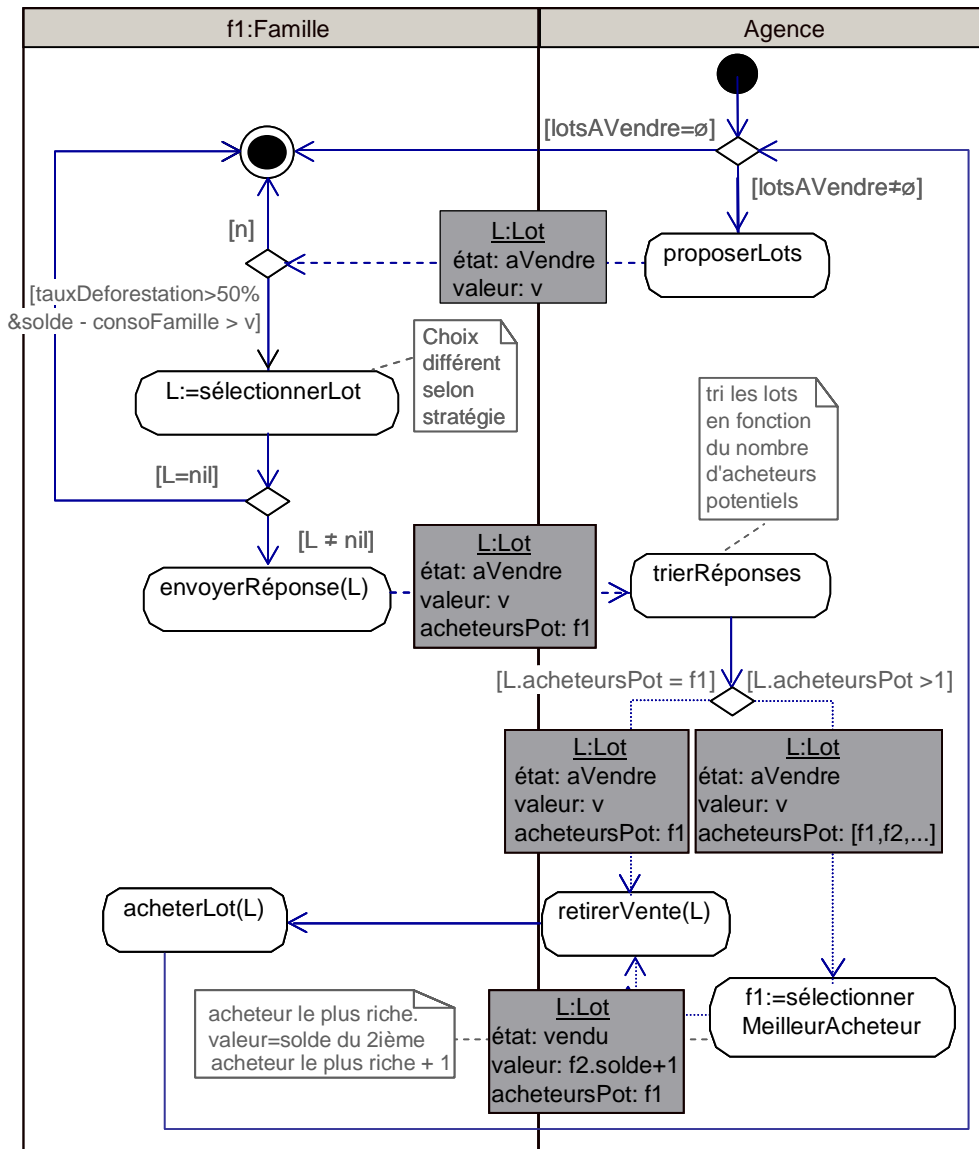 f1:Famille
Agence
[lotsAVendre=ø]
[lotsAVendre≠ø]
[n]
L:Lot
état: aVendre
valeur: v
proposerLots
[tauxDeforestation>50%
&solde - consoFamille > v]
Choix
différent
selon
stratégie
L:=sélectionnerLot
tri les lots
en fonction
du nombre
d'acheteurs
potentiels
[L=nil]
[L ≠ nil]
envoyerRéponse(L)
L:Lot
état: aVendre
valeur: v
acheteursPot: f1
trierRéponses
[L.acheteursPot = f1]
[L.acheteursPot >1]
L:Lot
état: aVendre
valeur: v
acheteursPot: f1
L:Lot
état: aVendre
valeur: v
acheteursPot: [f1,f2,...]
acheterLot(L)
retirerVente(L)
acheteur le plus riche.
valeur=solde du 2ième
acheteur le plus riche + 1
L:Lot
état: vendu
valeur: f2.solde+1
acheteursPot: f1
f1:=sélectionner
MeilleurAcheteur